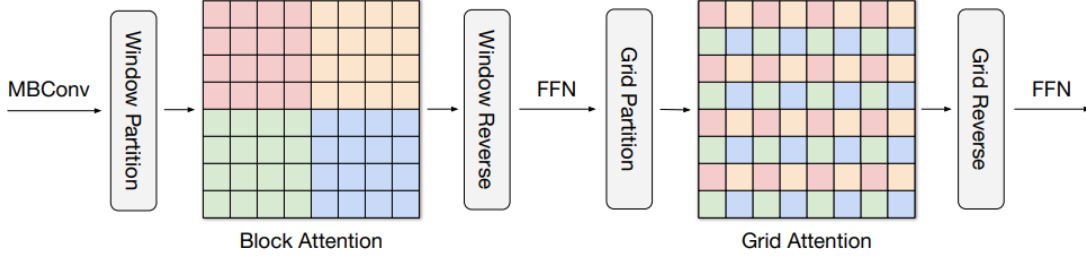 MBConv
Window Partition
Block Attention
Window Reverse
FFN
Grid Partition
Grid Attention
Grid Reverse
FFN